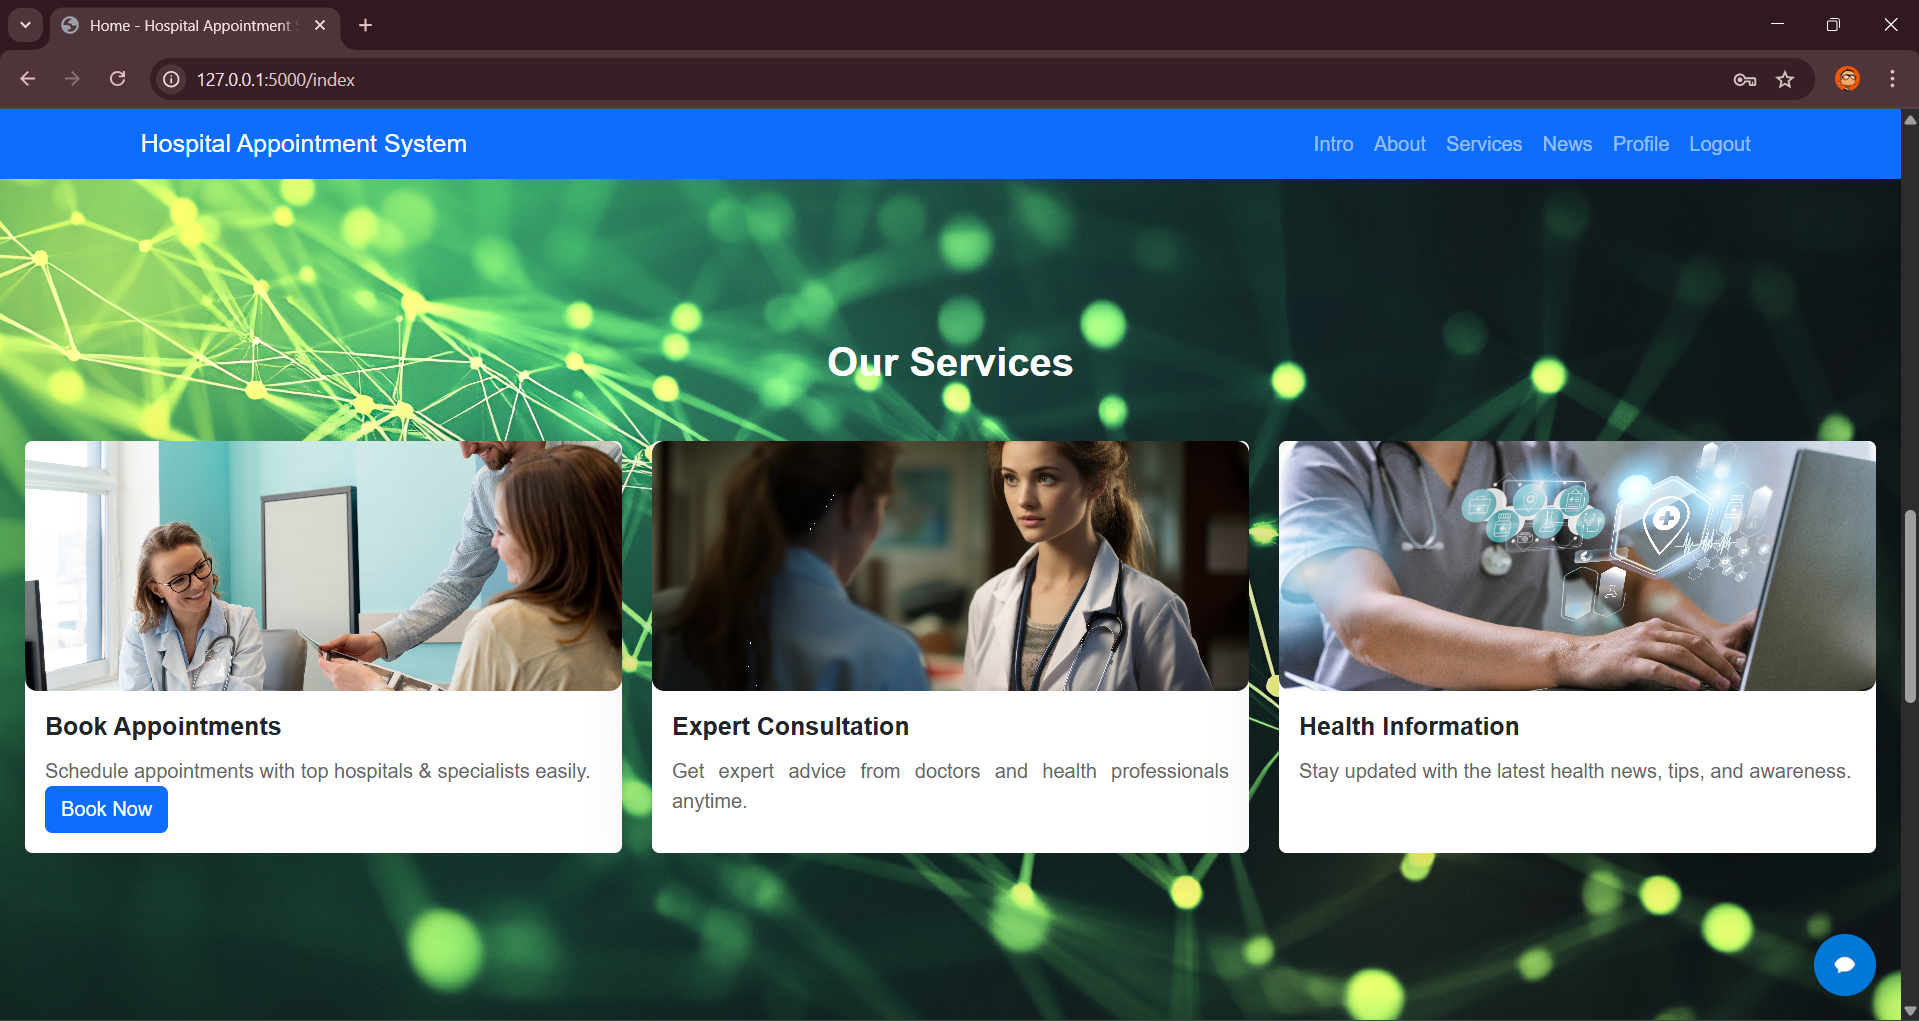 Home - Hospital Appointment
127.0.0.1:5000/index
Hospital Appointment System
Intro About Services News Profile Logout
Our Services
Book Appointments
Schedule appointments with top hospitals & specialists easily.
Book Now
Expert Consultation
Get expert advice from doctors and health professionals
anytime.
Health Information
Stay updated with the latest health news, tips, and awareness.